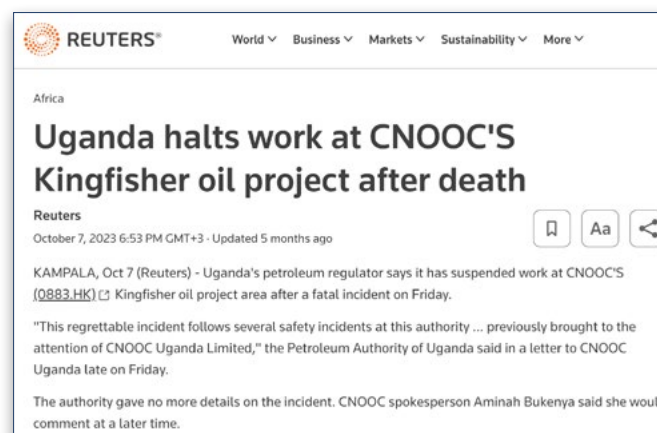 REUTERS®
World Business Markets Sustainability More
Africa
Uganda halts work at CNOOC'S
Kingfisher oil project after death
Reuters
October 7, 2023 6:53 PM GMT+3 · Updated 5 months ago
Aa
KAMPALA, Oct 7 (Reuters) - Uganda's petroleum regulator says it has suspended work at CNOOC'S
(0883.HK) Kingfisher oil project area after a fatal incident on Friday.
"This regrettable incident follows several safety incidents at this authority ... previously brought to the
attention of CNOOC Uganda Limited," the Petroleum Authority of Uganda said in a letter to CNOOC
Uganda late on Friday.
The authority gave no more details on the incident. CNOOC spokesperson Aminah Bukenya said she woul
comment at a later time.